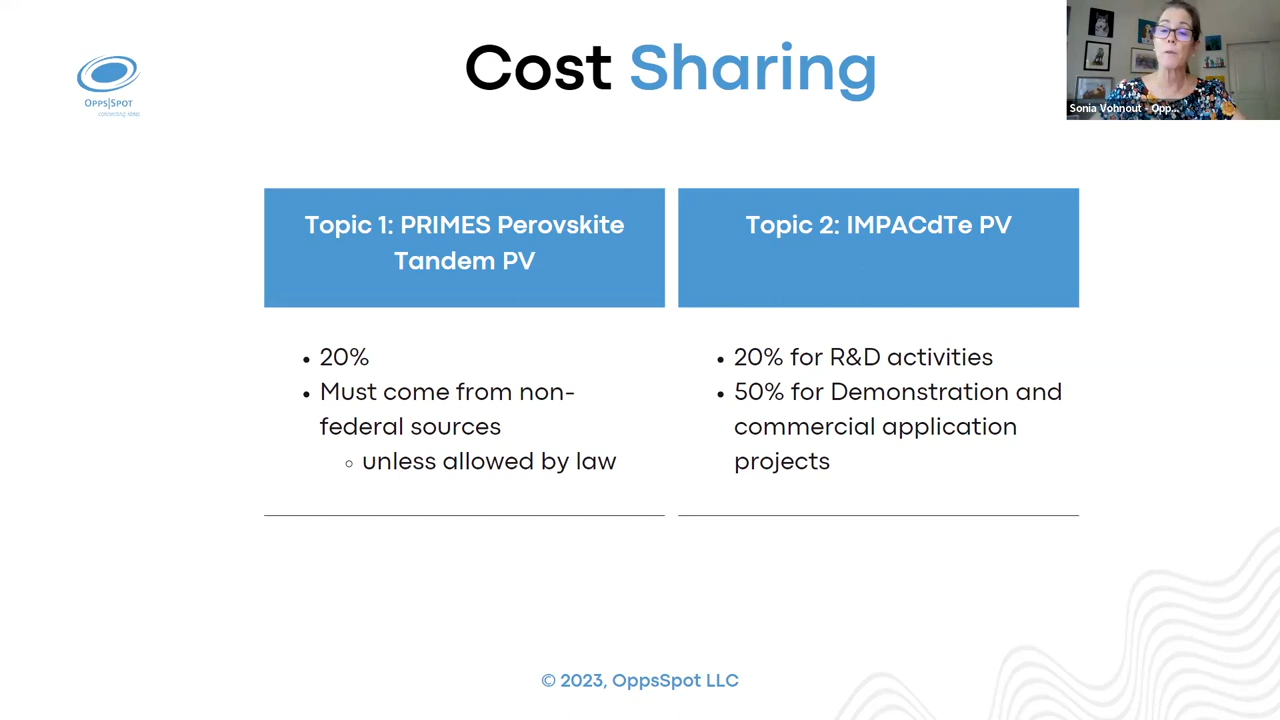 Cost Sharing
OPPS|SPOT
connecting ideas
Sonia Vohnout - Opp...
Topic 1: PRIMES Perovskite
Tandem PV
• 20%
• Must come from non-
federal sources
◦ unless allowed by law
Topic 2: IMPACdTe PV
• 20% for R&D activities
• 50% for Demonstration and
commercial application
projects
© 2023, OppsSpot LLC